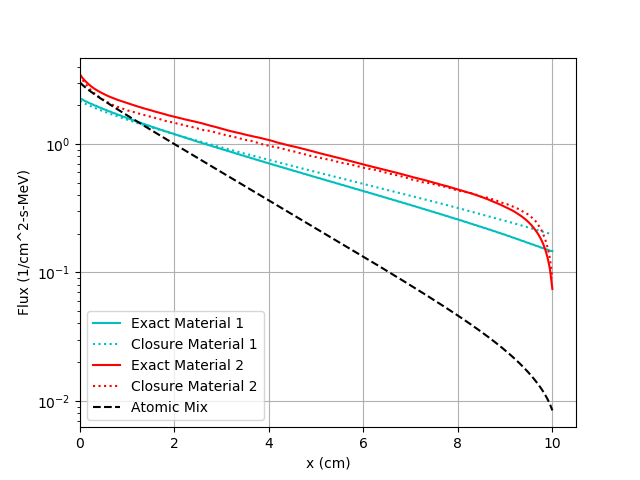 10^0
10^-1
10^-2
Flux (1/cm^2-s-MeV)
Exact Material 1
Closure Material 1
Exact Material 2
Closure Material 2
Atomic Mix
0 2 4 6 8 10
x (cm)